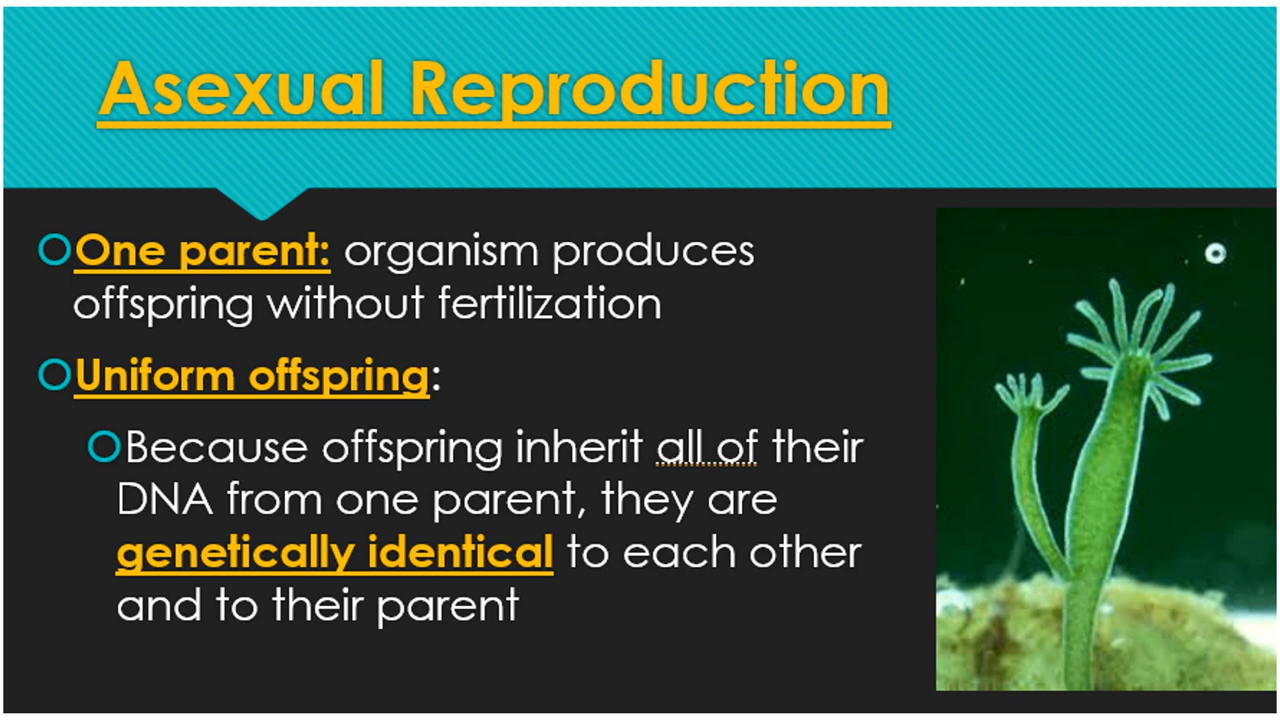 Asexual Reproduction
One parent: organism produces
offspring without fertilization
Uniform offspring:
Because offspring inherit all of their
DNA from one parent, they are
genetically identical to each other
and to their parent